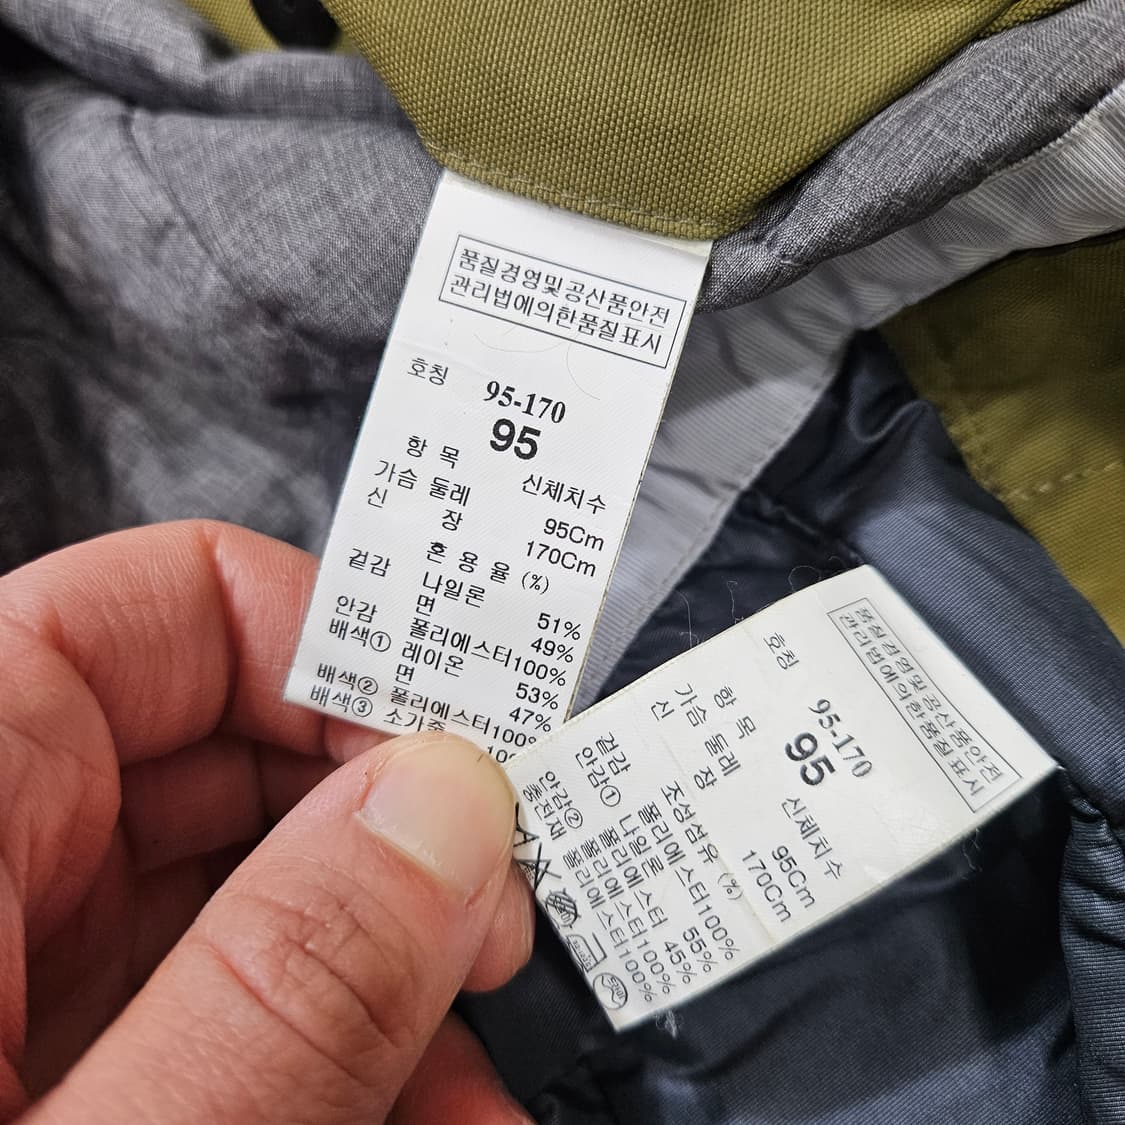 품질경영및공산품안전
관리법에의한품질표시
호칭 95-170
95
항 목 신체치수
가슴 둘레 95Cm
신 장 170Cm
혼 용 율 (%)
겉감 나일론 51%
면 49%
안감 폴리에스터100%
배색① 레이온 53%
면 47%
배색② 폴리에스터100%
배색③ 소가죽 100
품질경영및공산품안전
관리법에의한품질표시
호칭 95-170
95
항 목 신체치수
가슴 둘레 95Cm
신 장 170Cm
조성섬유 (%)
겉감 폴리에스터100%
안감① 나일론 55%
폴리에스터 45%
안감② 폴리에스터100%
충전재 폴리에스터100%